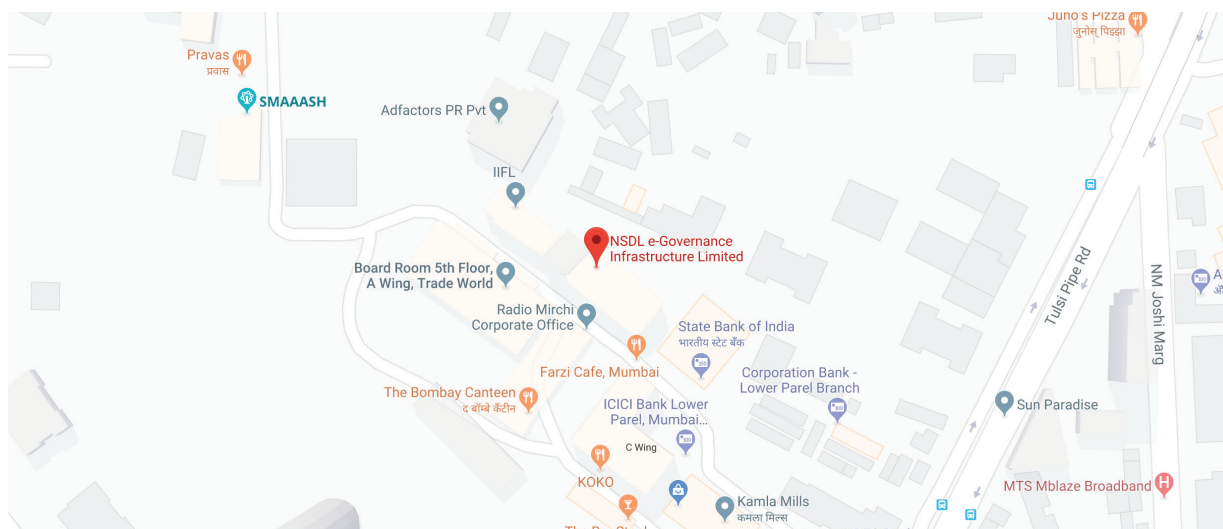 Juno's Pizza
जुनोस् पिझ्झा
Pravas
प्रवास
SMAAASH
Adfactors PR Pvt
IIFL
NSDL e-Governance
Infrastructure Limited
Board Room 5th Floor,
A Wing, Trade World
Radio Mirchi
Corporate Office
State Bank of India
भारतीय स्टेट बँक
Farzi Cafe, Mumbai
Corporation Bank -
Lower Parel Branch
The Bombay Canteen
द बॉम्बे कँटीन
ICICI Bank Lower
Parel, Mumbai...
C Wing
KOKO
Kamla Mills
कमला मिल्स
Sun Paradise
MTS Mblaze Broadband
H
Tulsi Pipe Rd
NM Joshi Marg
A